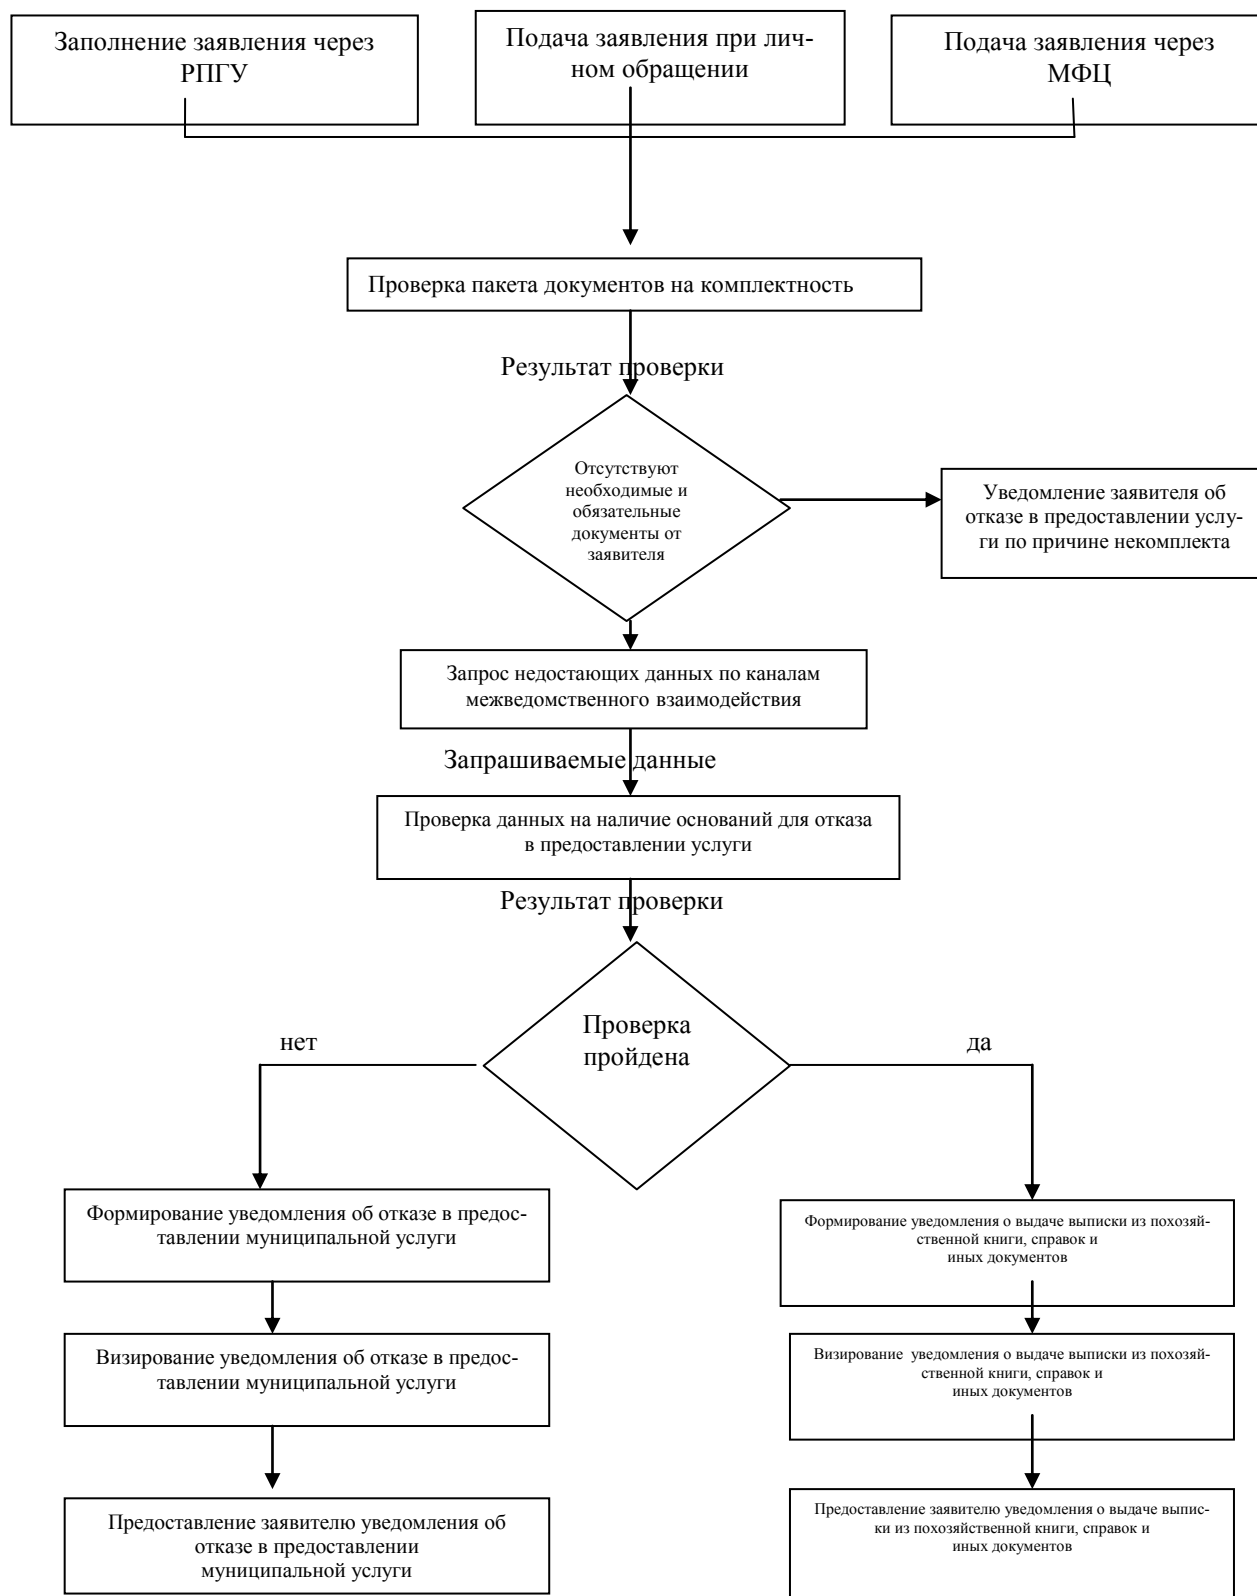 Заполнение заявления через
РПГУ
Подача заявления при лич-
ном обращении
Подача заявления через
МФЦ
Проверка пакета документов на комплектность
Результат проверки
Отсутствуют
необходимые и
обязательные
документы от
заявителя
Уведомление заявителя об
отказе в предоставлении услу-
ги по причине некомплекта
Запрос недостающих данных по каналам
межведомственного взаимодействия
Запрашиваемые данные
Проверка данных на наличие оснований для отказа
в предоставлении услуги
Результат проверки
Проверка
пройдена
нет
да
Формирование уведомления об отказе в предос-
тавлении муниципальной услуги
Формирование уведомления о выдаче выписки из похозяй-
ственной книги, справок и
иных документов
Визирование уведомления об отказе в предос-
тавлении муниципальной услуги
Визирование уведомления о выдаче выписки из похозяй-
ственной книги, справок и
иных документов
Предоставление заявителю уведомления об
отказе в предоставлении
муниципальной услуги
Предоставление заявителю уведомления о выдаче выпис-
ки из похозяйственной книги, справок и
иных документов